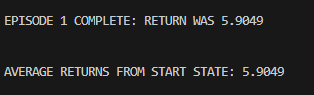 EPISODE 1 COMPLETE: RETURN WAS 5.9049
AVERAGE RETURNS FROM START STATE: 5.9049